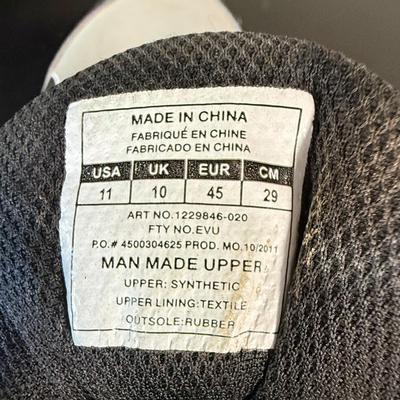 MADE IN CHINA
FABRIQUÉ EN CHINE
FABRICADO EN CHINA
USA UK EUR CM
11 10 45 29
ART NO.1229846-020
FTY NO.EVU
P.O.# 4500304625 PROD. MO.10/2011
MAN MADE UPPER
UPPER: SYNTHETIC
UPPER LINING:TEXTILE
OUTSOLE:RUBBER